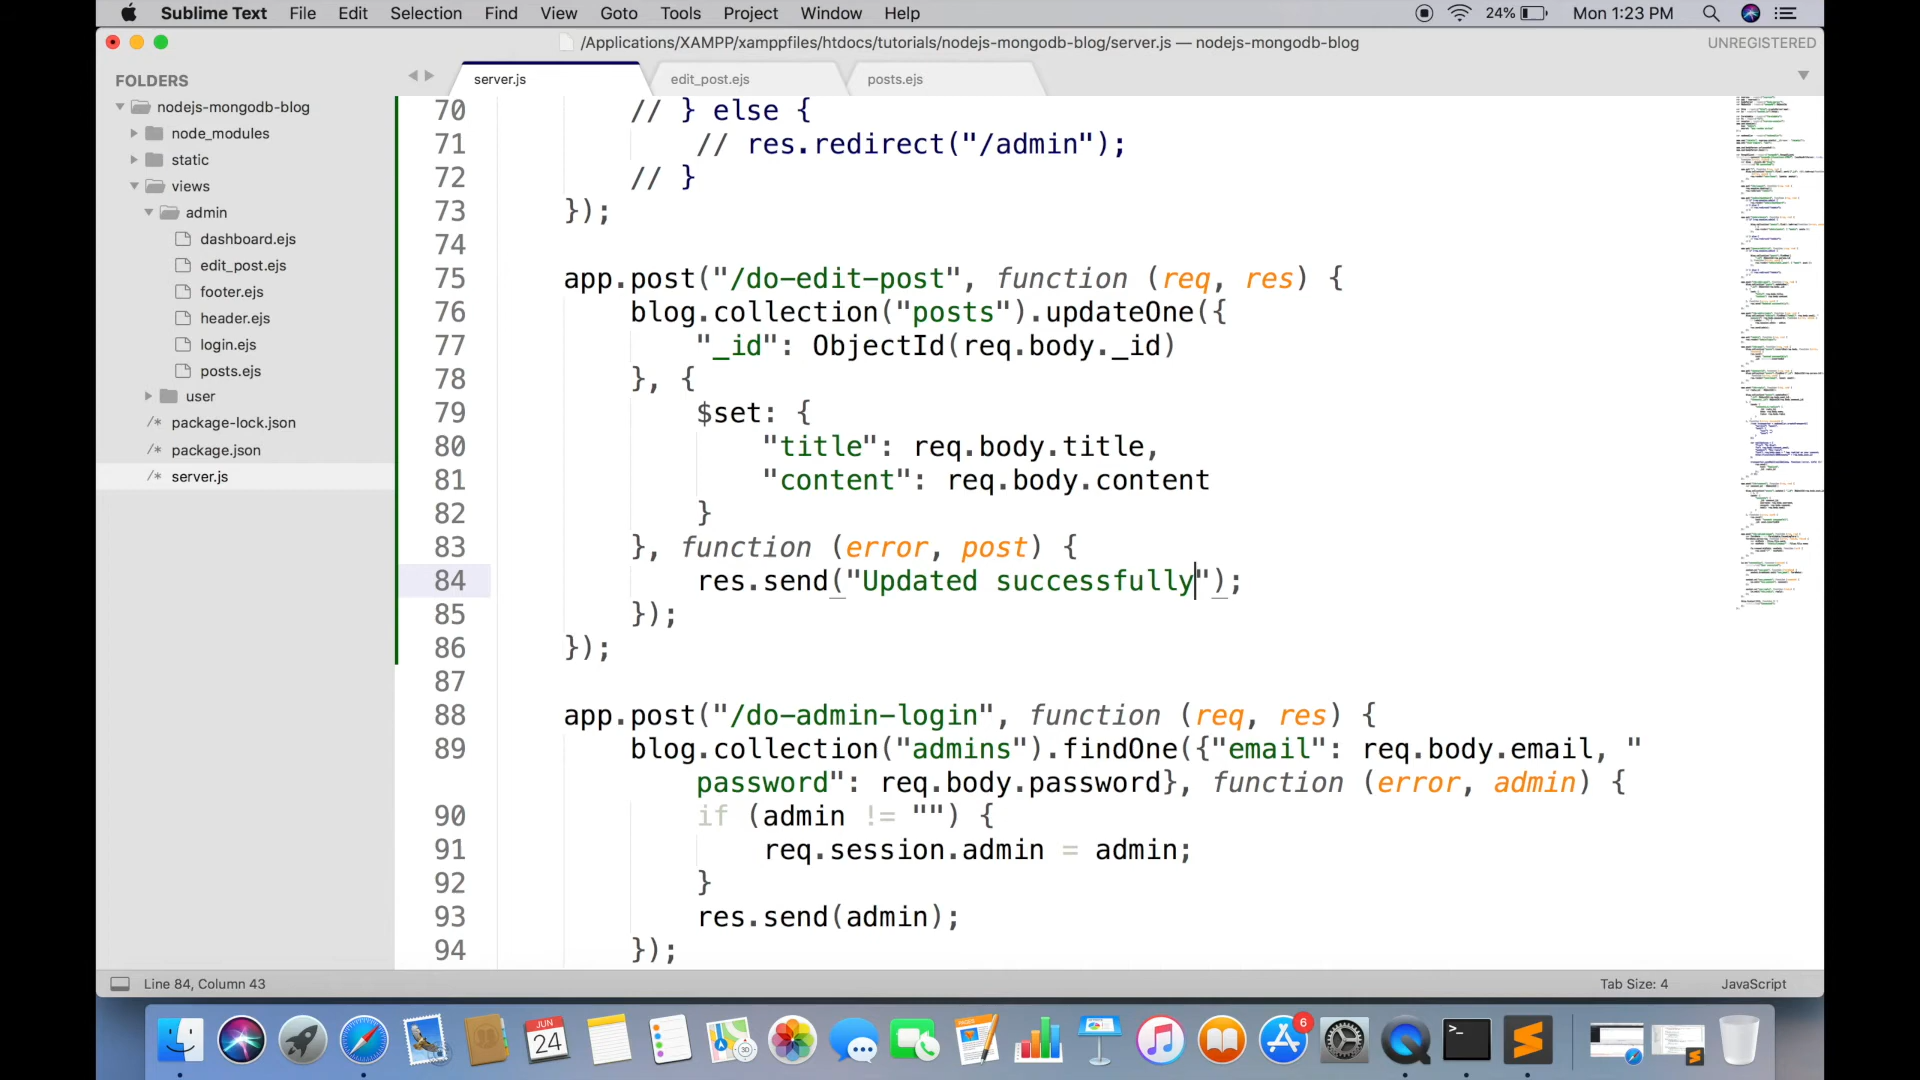 Sublime Text File Edit Selection Find View Goto Tools Project Window Help 24% Mon 1:23 PM
/Applications/XAMPP/xamppfiles/htdocs/tutorials/nodejs-mongodb-blog/server.js — nodejs-mongodb-blog UNREGISTERED
server.js edit_post.ejs posts.ejs
FOLDERS
nodejs-mongodb-blog
node_modules
static
views
admin
dashboard.ejs
edit_post.ejs
footer.ejs
header.ejs
login.ejs
posts.ejs
user
/* package-lock.json
/* package.json
/* server.js
70 // } else {
71 // res.redirect("/admin");
72 // }
73 });
74
75 app.post("/do-edit-post", function (req, res) {
76 blog.collection("posts").updateOne({
77 "_id": ObjectId(req.body._id)
78 }, {
79 $set: {
80 "title": req.body.title,
81 "content": req.body.content
82 }
83 }, function (error, post) {
84 res.send("Updated successfully");
85 });
86 });
87
88 app.post("/do-admin-login", function (req, res) {
89 blog.collection("admins").findOne({"email": req.body.email, "
password": req.body.password}, function (error, admin) {
90 if (admin != "") {
91 req.session.admin = admin;
92 }
93 res.send(admin);
94 });
Line 84, Column 43 Tab Size: 4 JavaScript
JUN
24
6